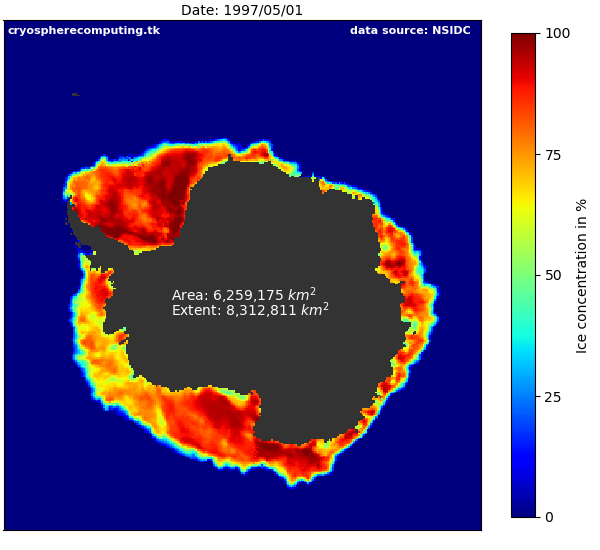 Date: 1997/05/01
cryospherecomputing.tk
data source: NSIDC
Area: 6,259,175 km²
Extent: 8,312,811 km²
100
75
50
25
0
Ice concentration in %